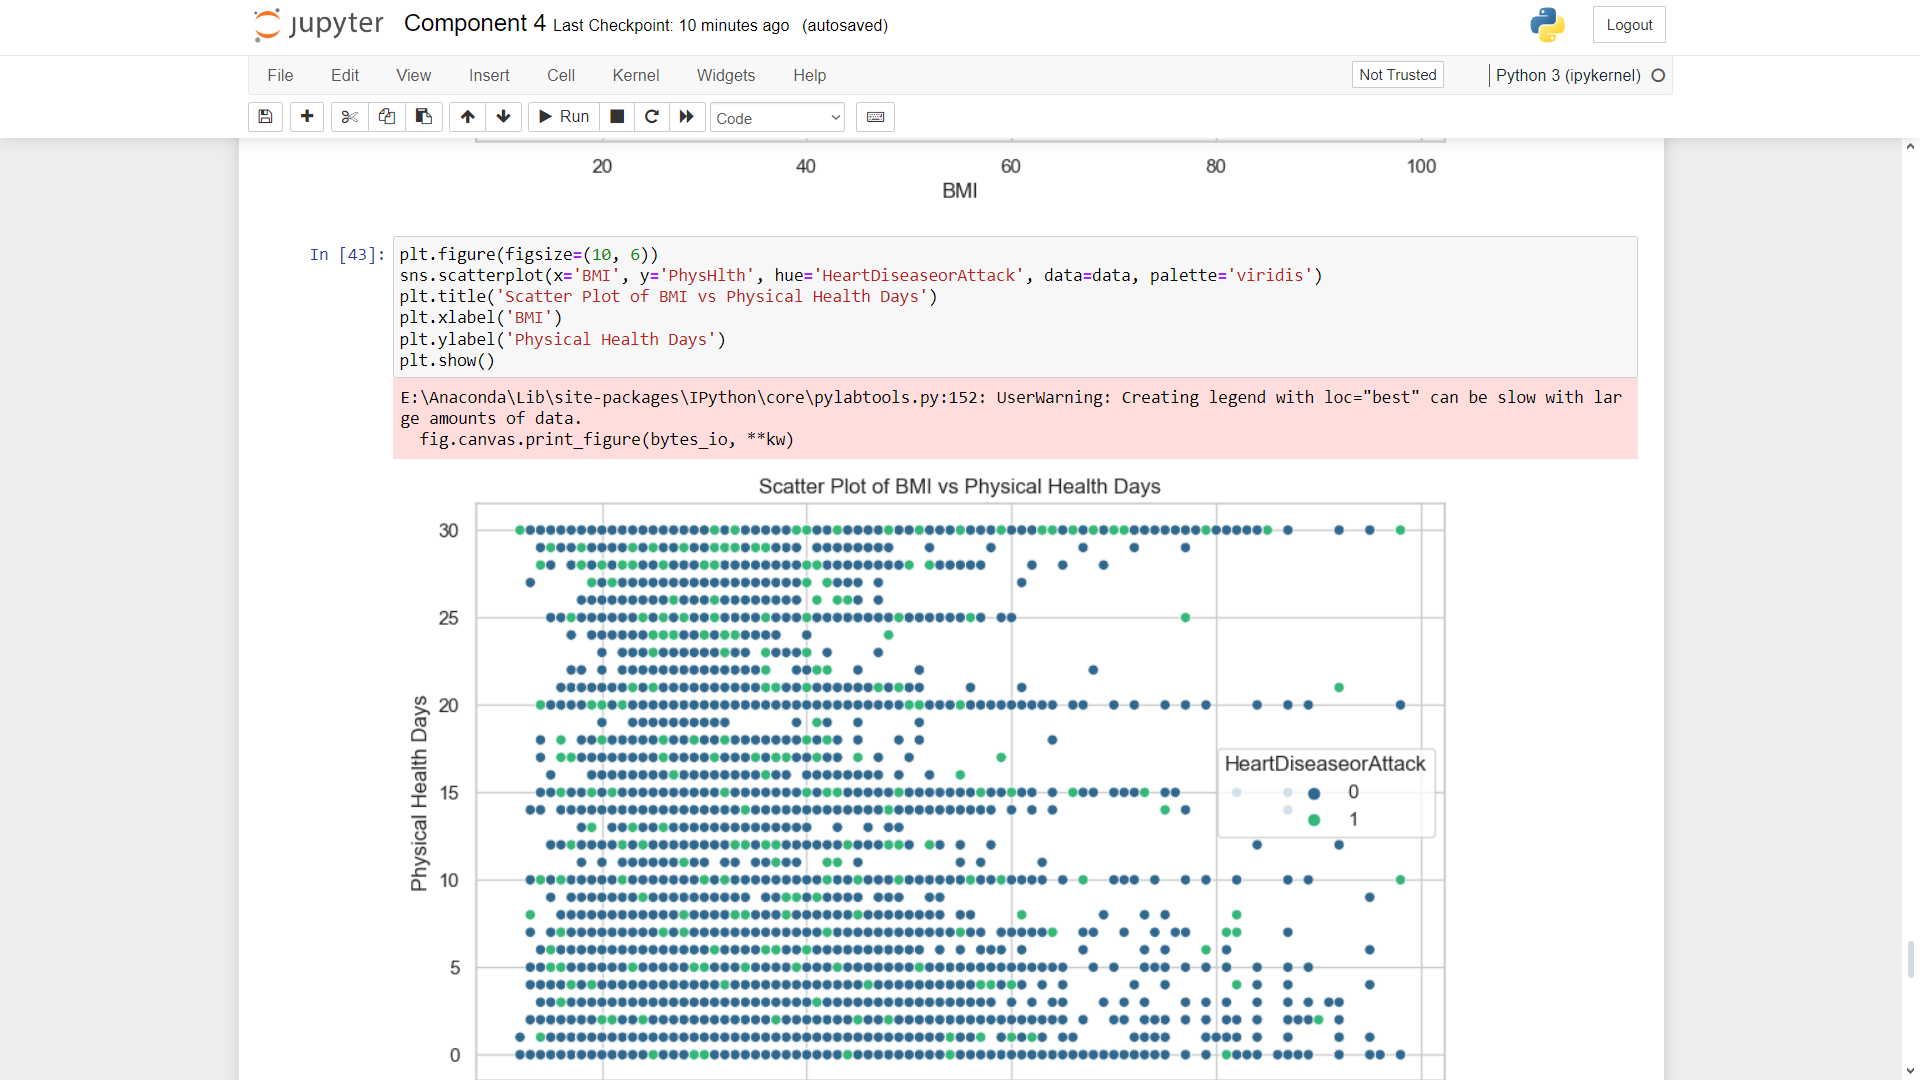 jupyter Component 4 Last Checkpoint: 10 minutes ago (autosaved) Logout
File Edit View Insert Cell Kernel Widgets Help Not Trusted Python 3 (ipykernel)
Run Code
20 40 60 80 100
BMI
In [43]: plt.figure(figsize=(10, 6))
sns.scatterplot(x='BMI', y='PhysHlth', hue='HeartDiseaseorAttack', data=data, palette='viridis')
plt.title('Scatter Plot of BMI vs Physical Health Days')
plt.xlabel('BMI')
plt.ylabel('Physical Health Days')
plt.show()
E:\Anaconda\Lib\site-packages\IPython\core\pylabtools.py:152: UserWarning: Creating legend with loc="best" can be slow with lar
ge amounts of data.
  fig.canvas.print_figure(bytes_io, **kw)
Scatter Plot of BMI vs Physical Health Days
30
25
20
15
10
5
0
Physical Health Days
HeartDiseaseorAttack
0
1